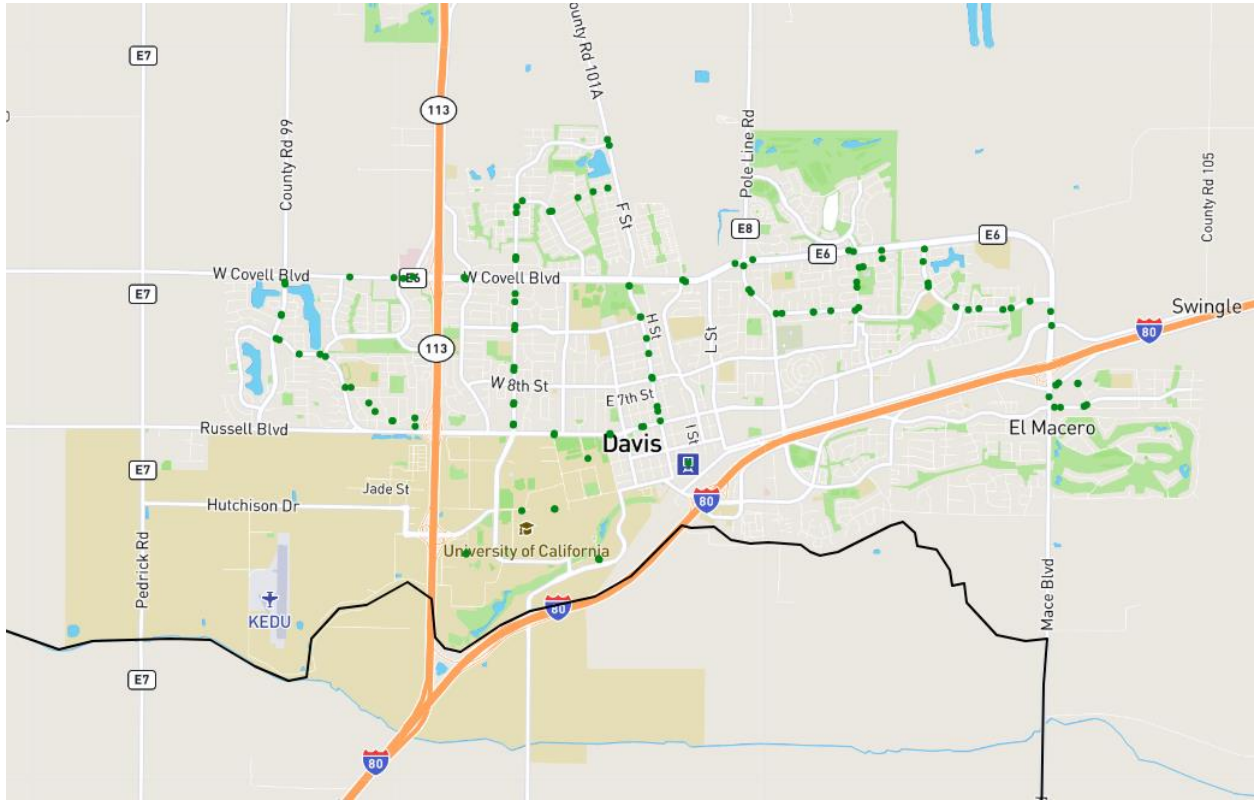 County Rd 101A
E7
113
County Rd 99
Pole Line Rd
County Rd 105
F St
E8
E6
E6
W Covell Blvd
E6
W Covell Blvd
E7
Swingle
80
H St
L St
113
W 8th St
E 7th St
Russell Blvd
Davis
I St
El Macero
E7
Jade St
Hutchison Dr
80
University of California
Pedrick Rd
KEDU
80
Mace Blvd
E7
80